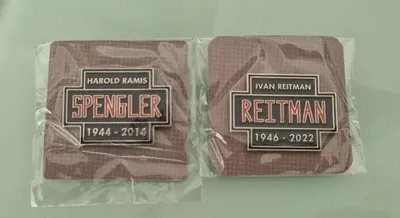 HAROLD RAMIS
SPENGLER
1944 - 2014
IVAN REITMAN
REITMAN
1946 - 2022